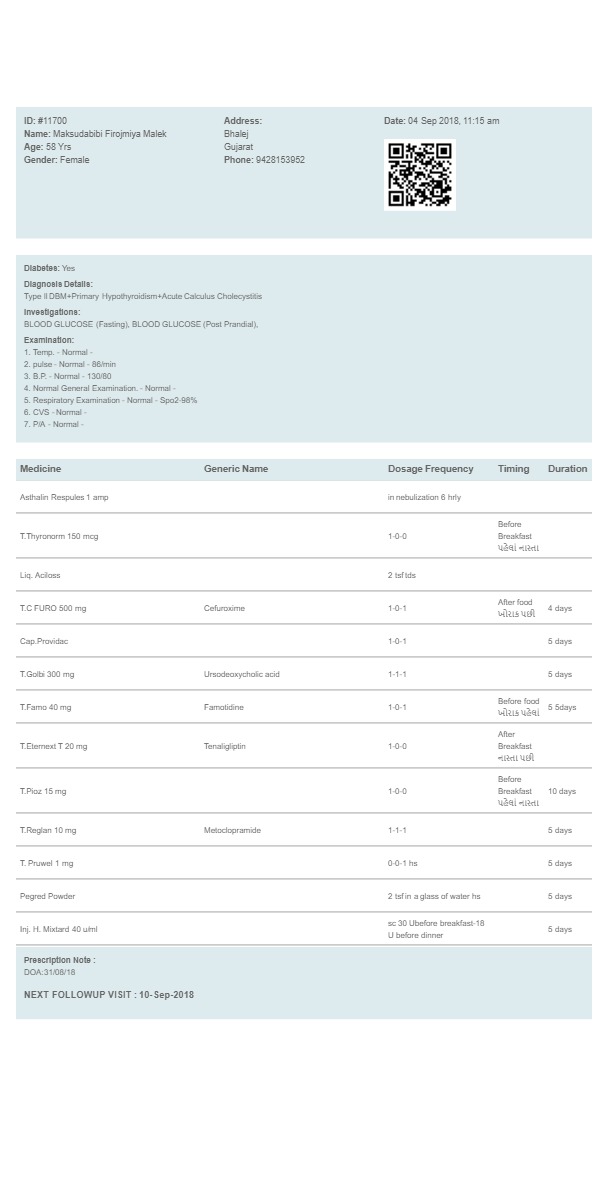 ID: #11700
Name: Maksudabibi Firojmiya Malek
Age: 58 Yrs
Gender: Female
Address:
Bhalej
Gujarat
Phone: 9428153952
Date: 04 Sep 2018, 11:15 am
Diabetes: Yes
Diagnosis Details:
Type II DBM+Primary Hypothyroidism+Acute Calculus Cholecystitis
Investigations:
BLOOD GLUCOSE (Fasting), BLOOD GLUCOSE (Post Prandial),
Examination:
1. Temp. - Normal -
2. pulse - Normal - 86/min
3. B.P. - Normal - 130/80
4. Normal General Examination. - Normal -
5. Respiratory Examination - Normal - Spo2-98%
6. CVS - Normal -
7. P/A - Normal -
Medicine Generic Name Dosage Frequency Timing Duration
Asthalin Respules 1 amp in nebulization 6 hrly
T.Thyronorm 150 mcg 1-0-0 Before
Breakfast
પહેલાં નાસ્તા
Liq. Aciloss 2 tsf tds
T.C FURO 500 mg Cefuroxime 1-0-1 After food 4 days
ખોરાક પછી
Cap.Providac 1-0-1 5 days
T.Golbi 300 mg Ursodeoxycholic acid 1-1-1 5 days
T.Famo 40 mg Famotidine 1-0-1 Before food 5 5days
ખોરાક પહેલાં
T.Eternext T 20 mg Tenaligliptin 1-0-0 After
Breakfast
નાસ્તા પછી
T.Pioz 15 mg 1-0-0 Before
Breakfast 10 days
પહેલાં નાસ્તા
T.Reglan 10 mg Metoclopramide 1-1-1 5 days
T. Pruwel 1 mg 0-0-1 hs 5 days
Pegred Powder 2 tsf in a glass of water hs 5 days
Inj. H. Mixtard 40 u/ml sc 30 Ubefore breakfast-18 5 days
U before dinner
Prescription Note :
DOA:31/08/18
NEXT FOLLOWUP VISIT : 10-Sep-2018